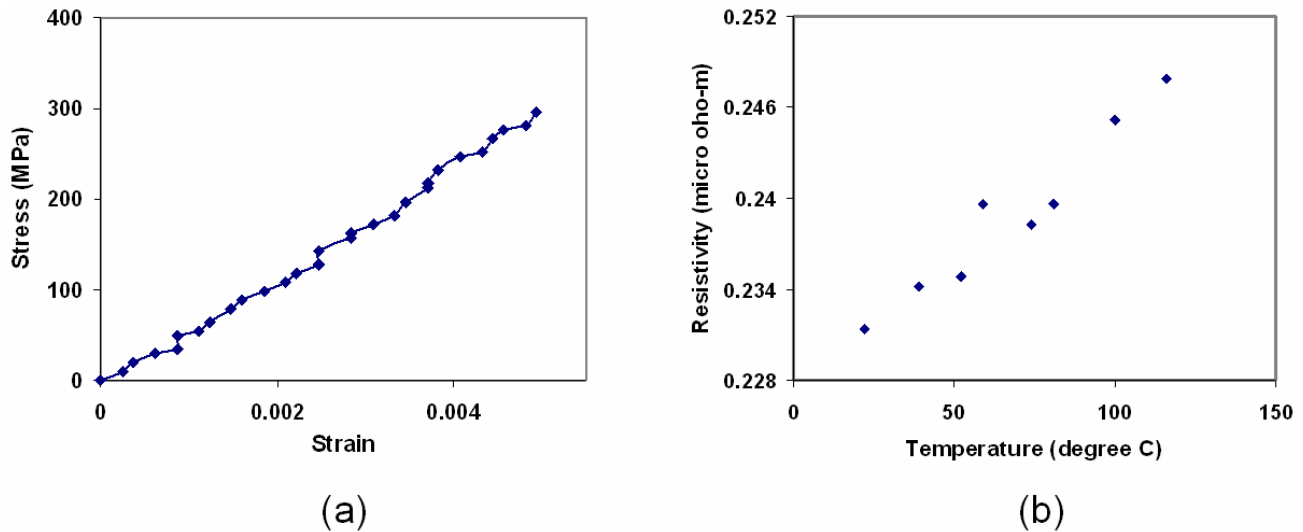 400
300
200
100
0
Stress (MPa)
0 0.002 0.004
Strain
(a)
0.252
0.246
0.24
0.234
0.228
Resistivity (micro oho-m)
0 50 100 150
Temperature (degree C)
(b)